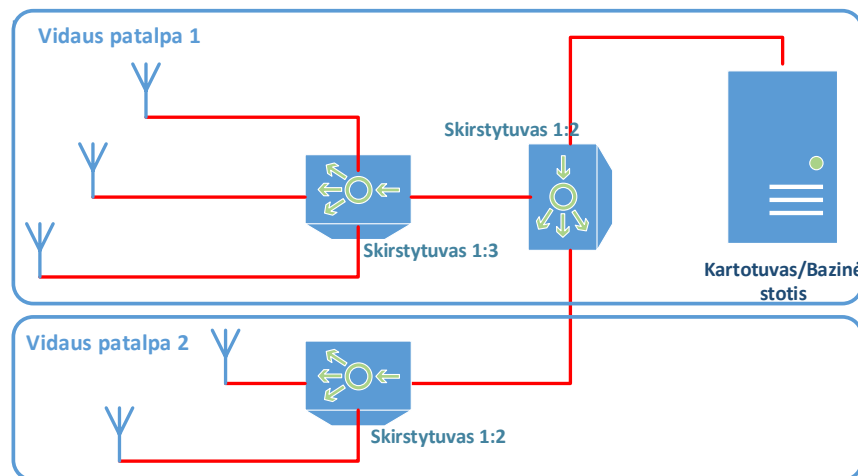 Vidaus patalpa 1
Skirstytuvas 1:2
Skirstytuvas 1:3
Kartotuvas/Bazinė
stotis
Vidaus patalpa 2
Skirstytuvas 1:2